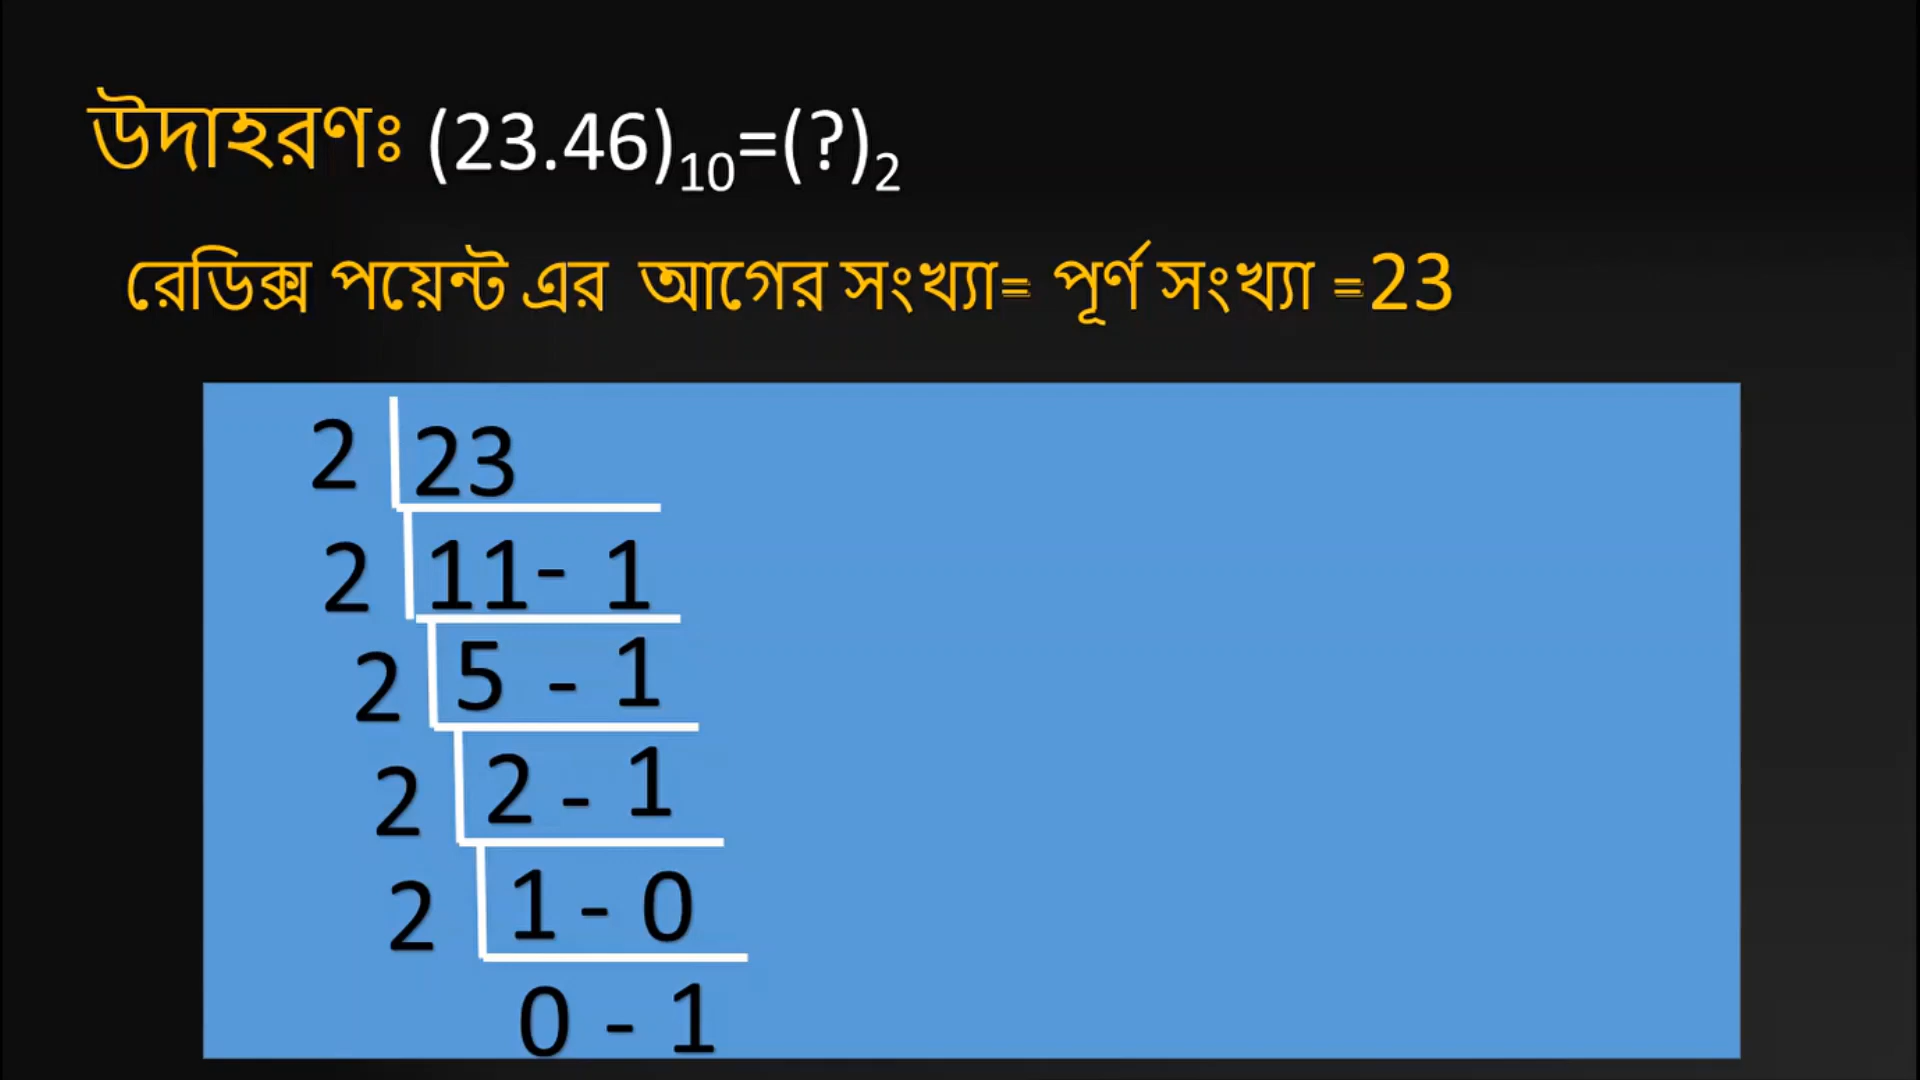 উদাহরণঃ (23.46)10=(?)2
রেডিক্স পয়েন্ট এর আগের সংখ্যা= পূর্ণ সংখ্যা =23
2 23
2 11- 1
2 5 - 1
2 2 - 1
2 1 - 0
0 - 1